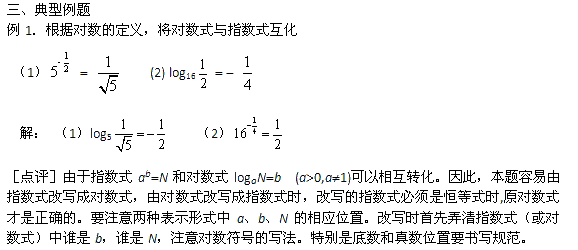 三、典型例题
例 1．根据对数的定义，将对数式与指数式互化
（1）5^{-\frac{1}{2}} = \frac{1}{\sqrt{5}} (2) log_{16}\frac{1}{2} = -\frac{1}{4}
解：（1）log_5\frac{1}{\sqrt{5}} = -\frac{1}{2} （2）16^{-\frac{1}{4}} = \frac{1}{2}
［点评］由于指数式 a^b=N 和对数式 log_aN=b (a>0,a≠1)可以相互转化。因此，本题容易由
指数式改写成对数式，由对数式改写成指数式时，改写的指数式必须是恒等式时,原对数式
才是正确的。要注意两种表示形式中 a、b、N 的相应位置。改写时首先弄清指数式（或对
数式）中谁是 b，谁是 N，注意对数符号的写法。特别是底数和真数位置要书写规范。